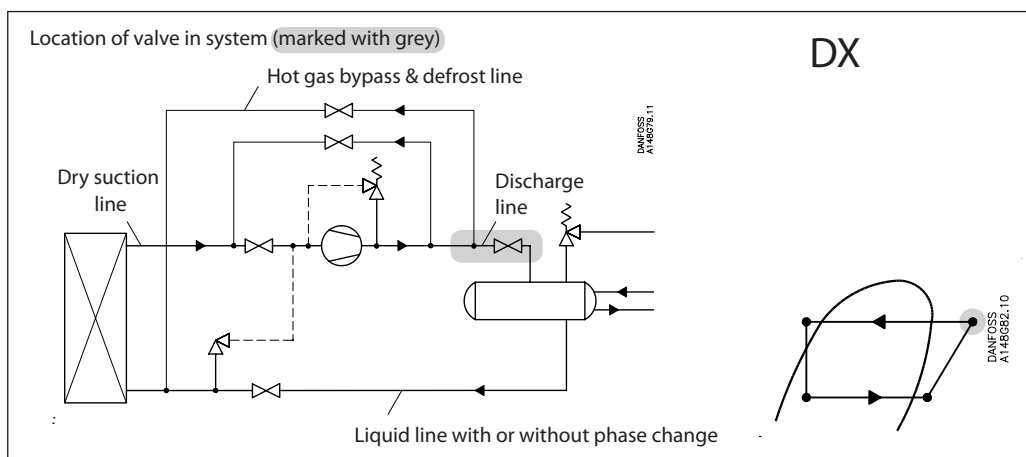 Location of valve in system (marked with grey)
DX
Hot gas bypass & defrost line
DANFOSS
A148G79.11
Dry suction
line
Discharge
line
DANFOSS
A148G82.10
Liquid line with or without phase change